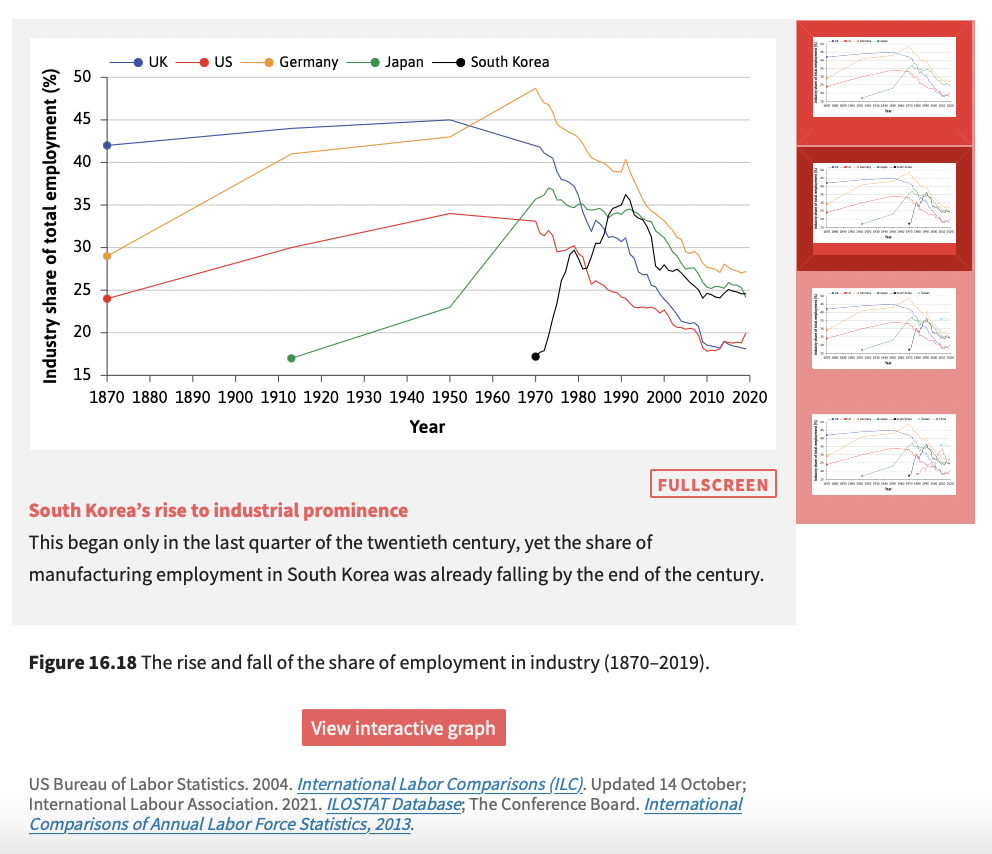 UK US Germany Japan South Korea
Industry share of total employment (%)
50
45
40
35
30
25
20
15
1870 1880 1890 1900 1910 1920 1930 1940 1950 1960 1970 1980 1990 2000 2010 2020
Year
FULLSCREEN
South Korea’s rise to industrial prominence
This began only in the last quarter of the twentieth century, yet the share of
manufacturing employment in South Korea was already falling by the end of the century.
Figure 16.18 The rise and fall of the share of employment in industry (1870–2019).
View interactive graph
US Bureau of Labor Statistics. 2004. International Labor Comparisons (ILC). Updated 14 October;
International Labour Association. 2021. ILOSTAT Database; The Conference Board. International
Comparisons of Annual Labor Force Statistics, 2013.